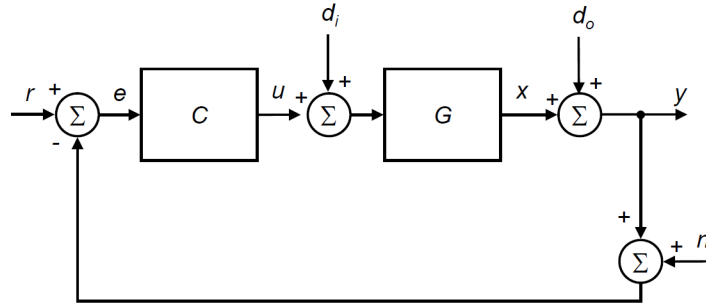 d_i
d_o
r + Σ e C u + Σ + G x + Σ + y
-
+
Σ + n